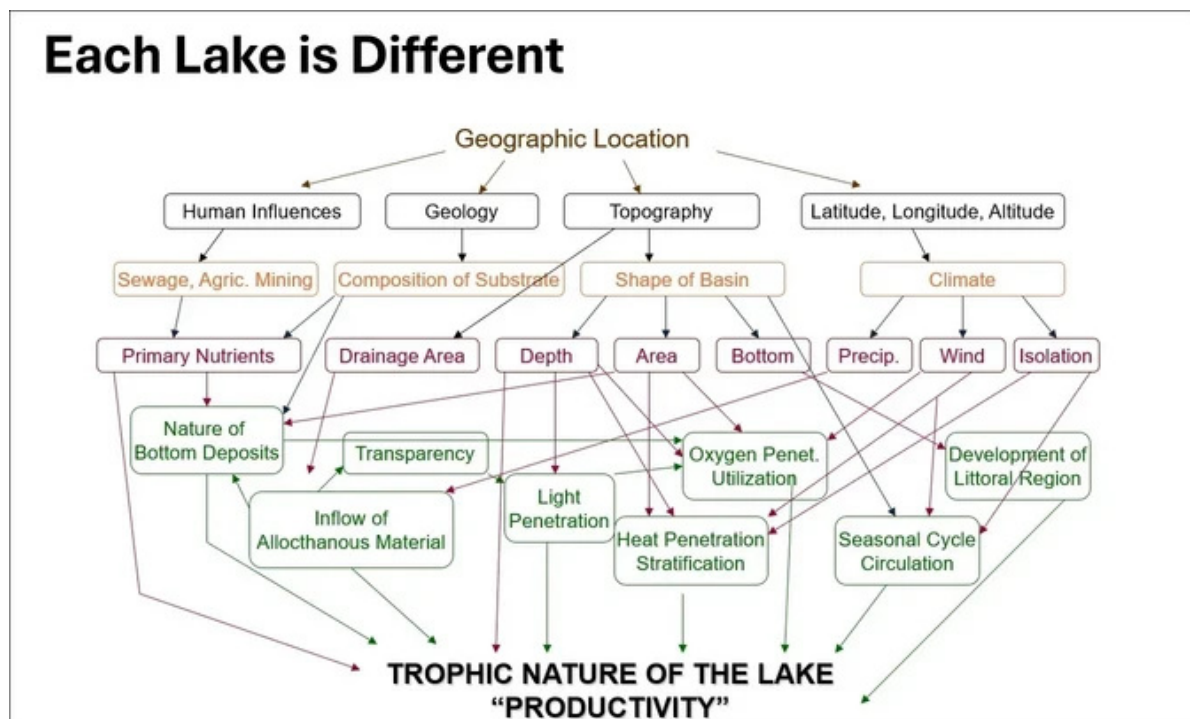 Each Lake is Different
Geographic Location
Human Influences
Geology
Topography
Latitude, Longitude, Altitude
Sewage, Agric. Mining
Composition of Substrate
Shape of Basin
Climate
Primary Nutrients
Drainage Area
Depth
Area
Bottom
Precip.
Wind
Isolation
Nature of
Bottom Deposits
Transparency
Oxygen Penet.
Utilization
Development of
Littoral Region
Light
Penetration
Inflow of
Allocthanous Material
Heat Penetration
Stratification
Seasonal Cycle
Circulation
TROPHIC NATURE OF THE LAKE
“PRODUCTIVITY”